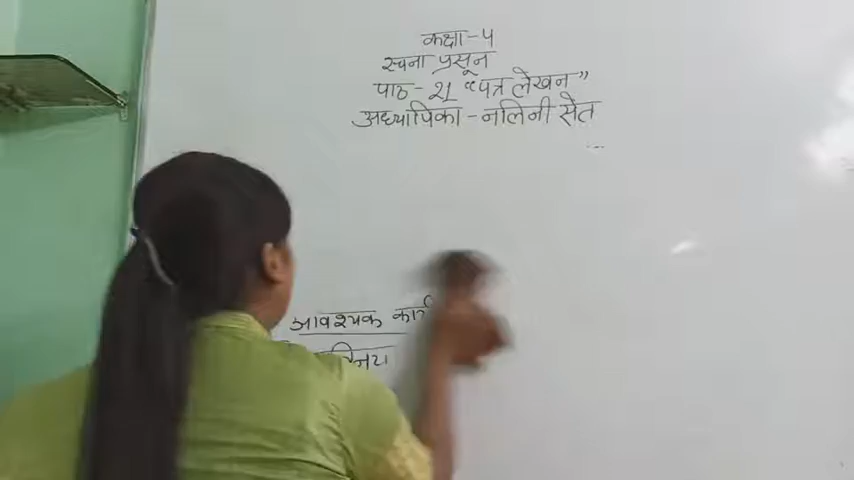 कक्षा-५
रचना प्रसून
पाठ- 21 "पत्र लेखन"
अध्यापिका - नलिनी सेत
आवश्यक